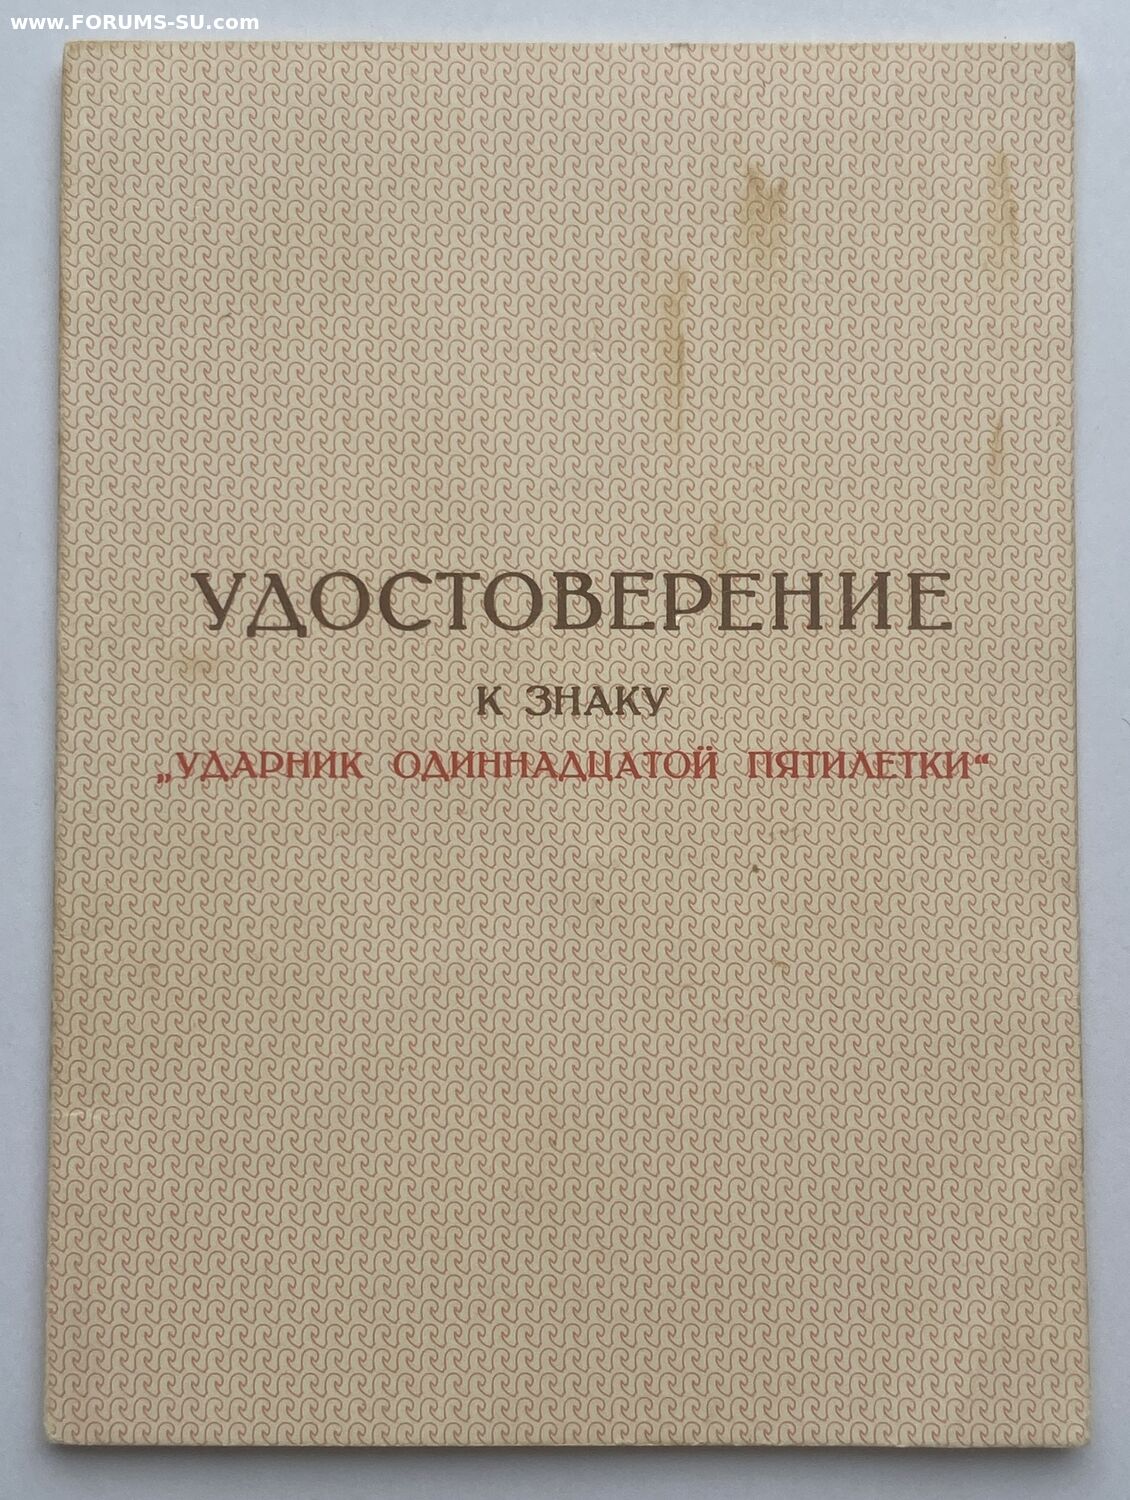 www.FORUMS-SU.com
УДОСТОВЕРЕНИЕ
К ЗНАКУ
„УДАРНИК ОДИННАДЦАТОЙ ПЯТИЛЕТКИ“